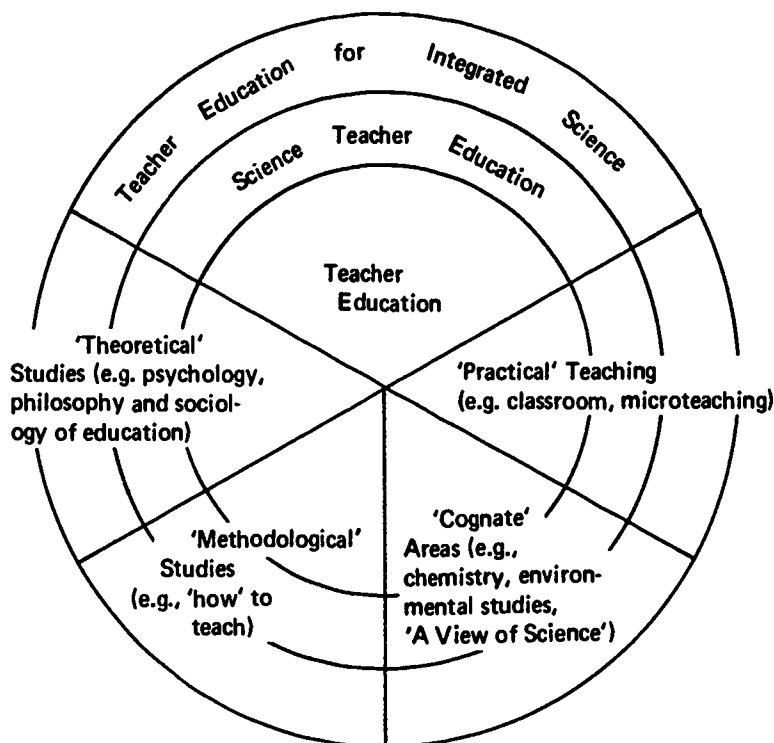 Teacher Education for Integrated Science
Science Teacher Education
Teacher
Education
'Theoretical'
Studies (e.g. psychology,
philosophy and sociol-
ogy of education)
'Practical' Teaching
(e.g. classroom, microteaching)
'Methodological'
Studies
(e.g., 'how' to
teach)
'Cognate'
Areas (e.g.,
chemistry, environ-
mental studies,
'A View of Science')